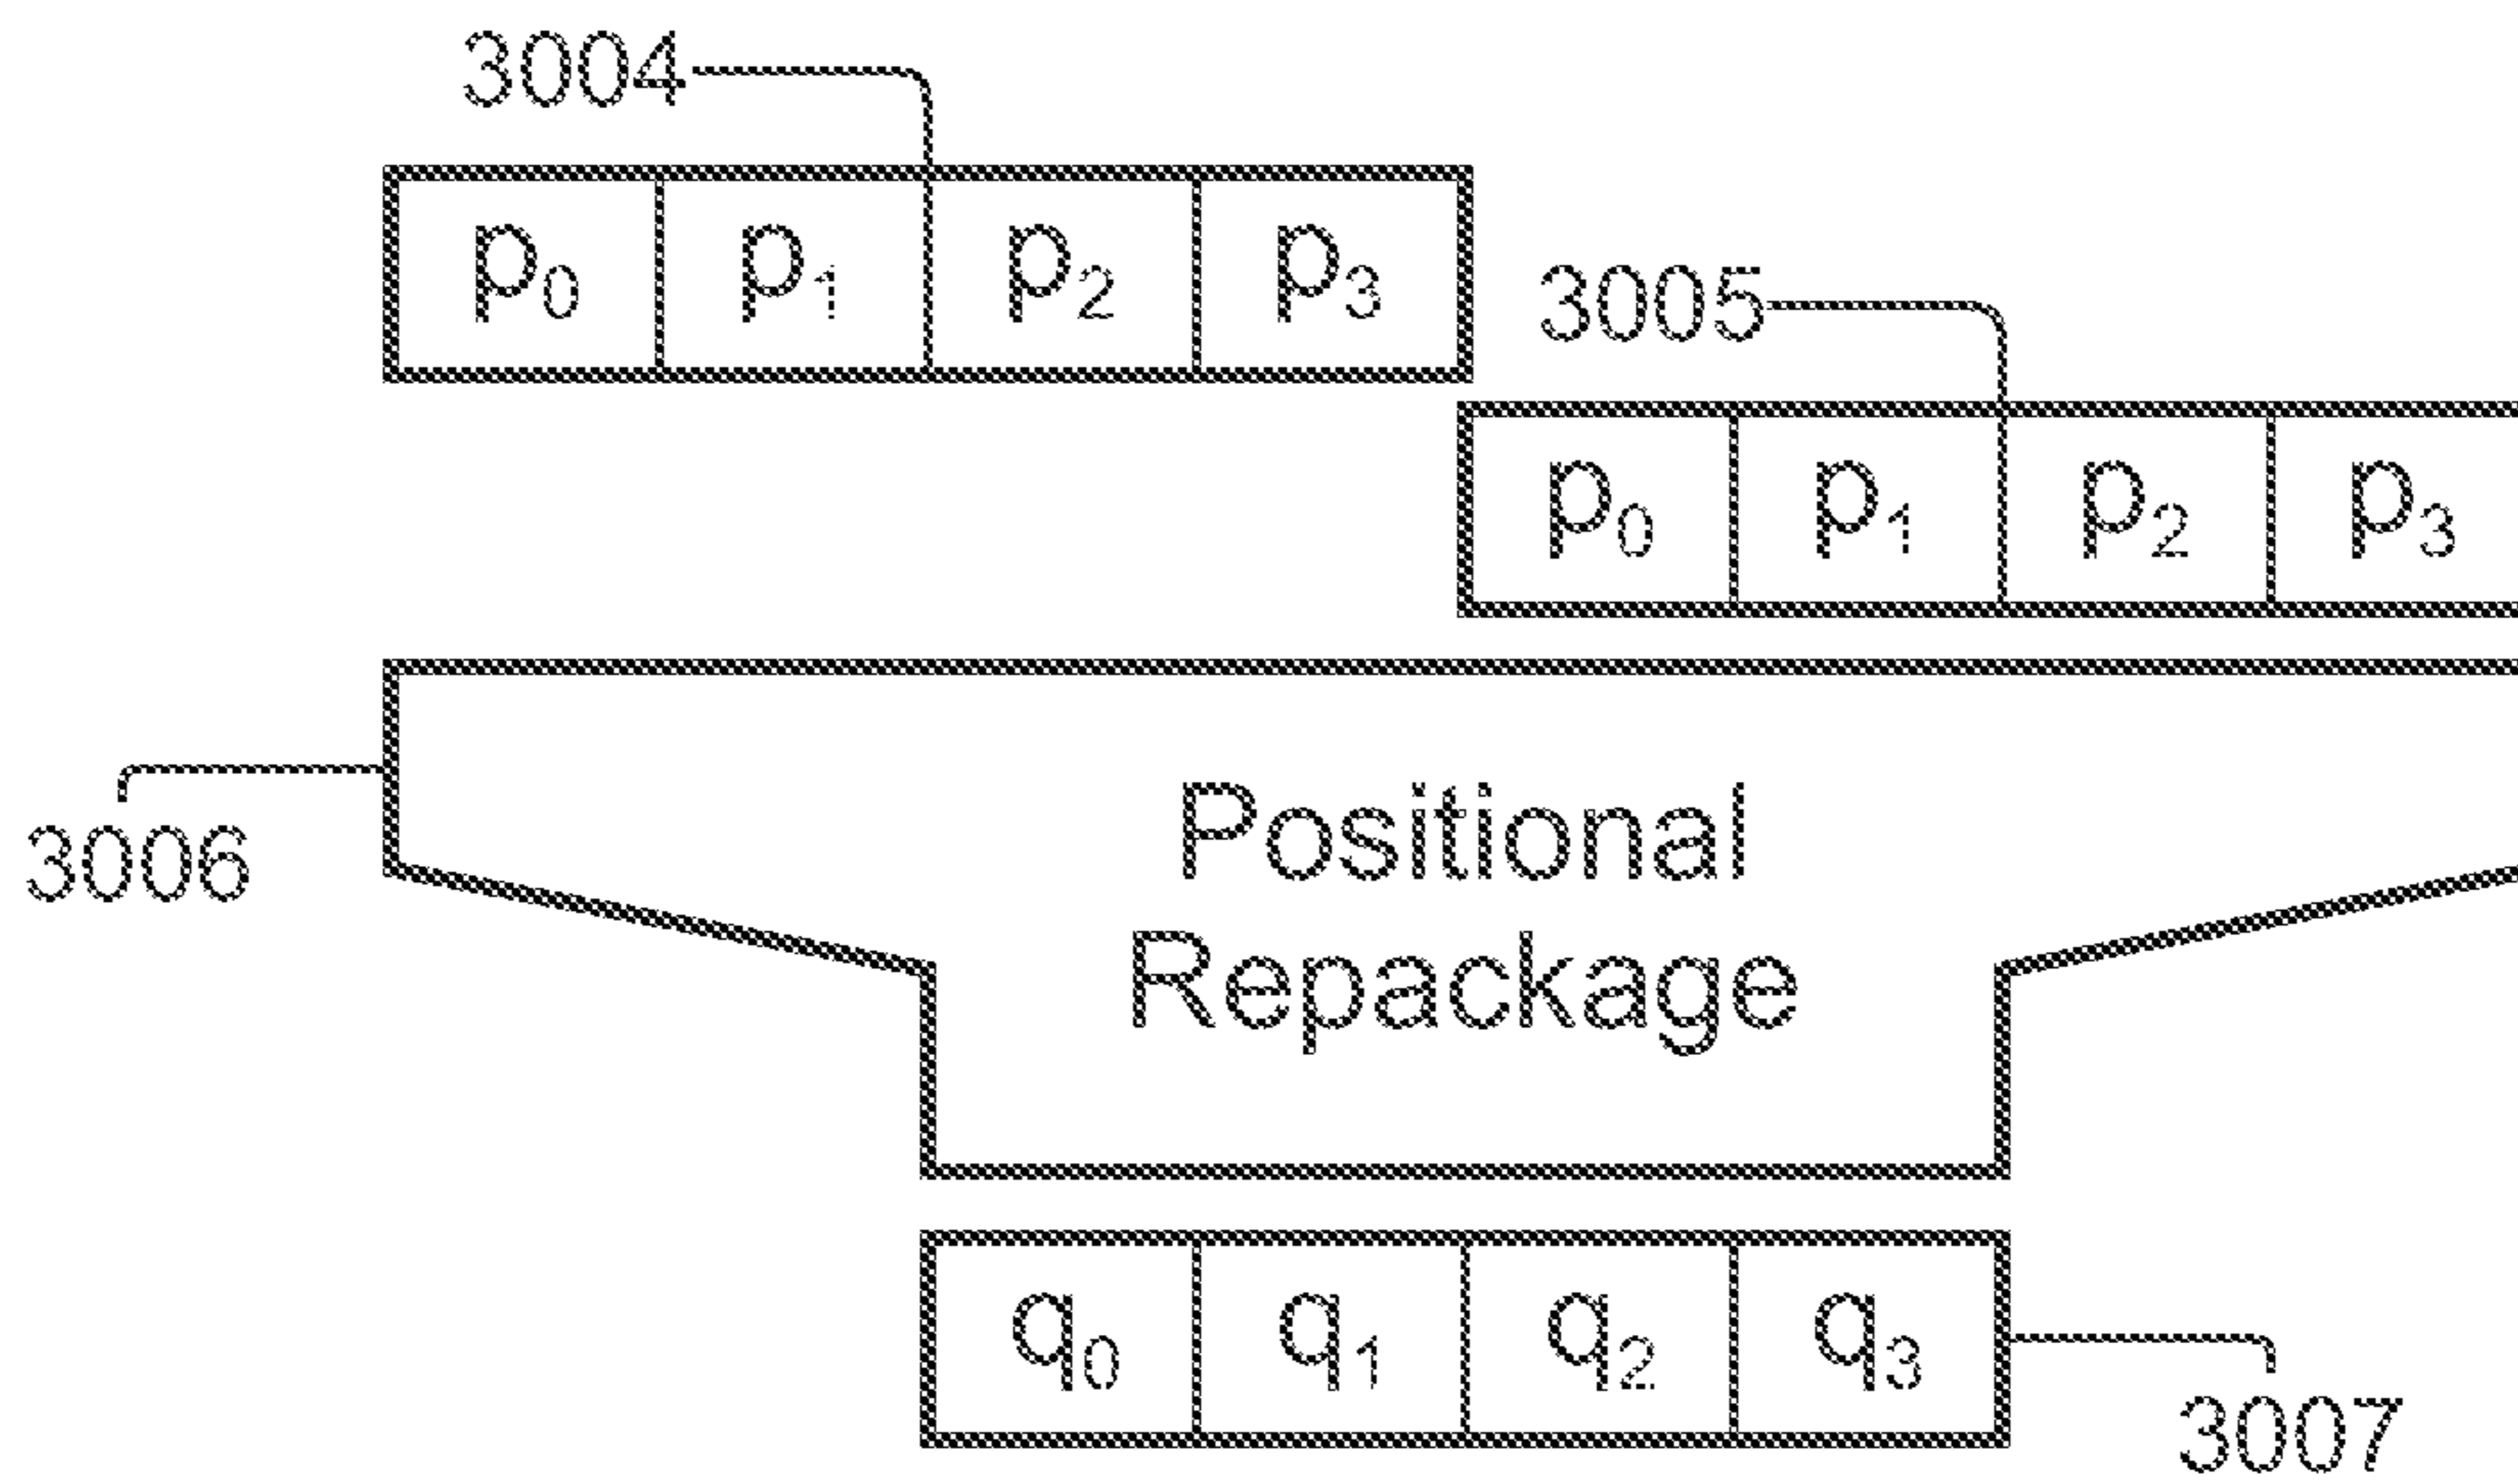 3004
p₀ p₁ p₂ p₃
3005
p₀ p₁ p₂ p₃
Positional
3006
Repackage
q₀ q₁ q₂ q₃
3007